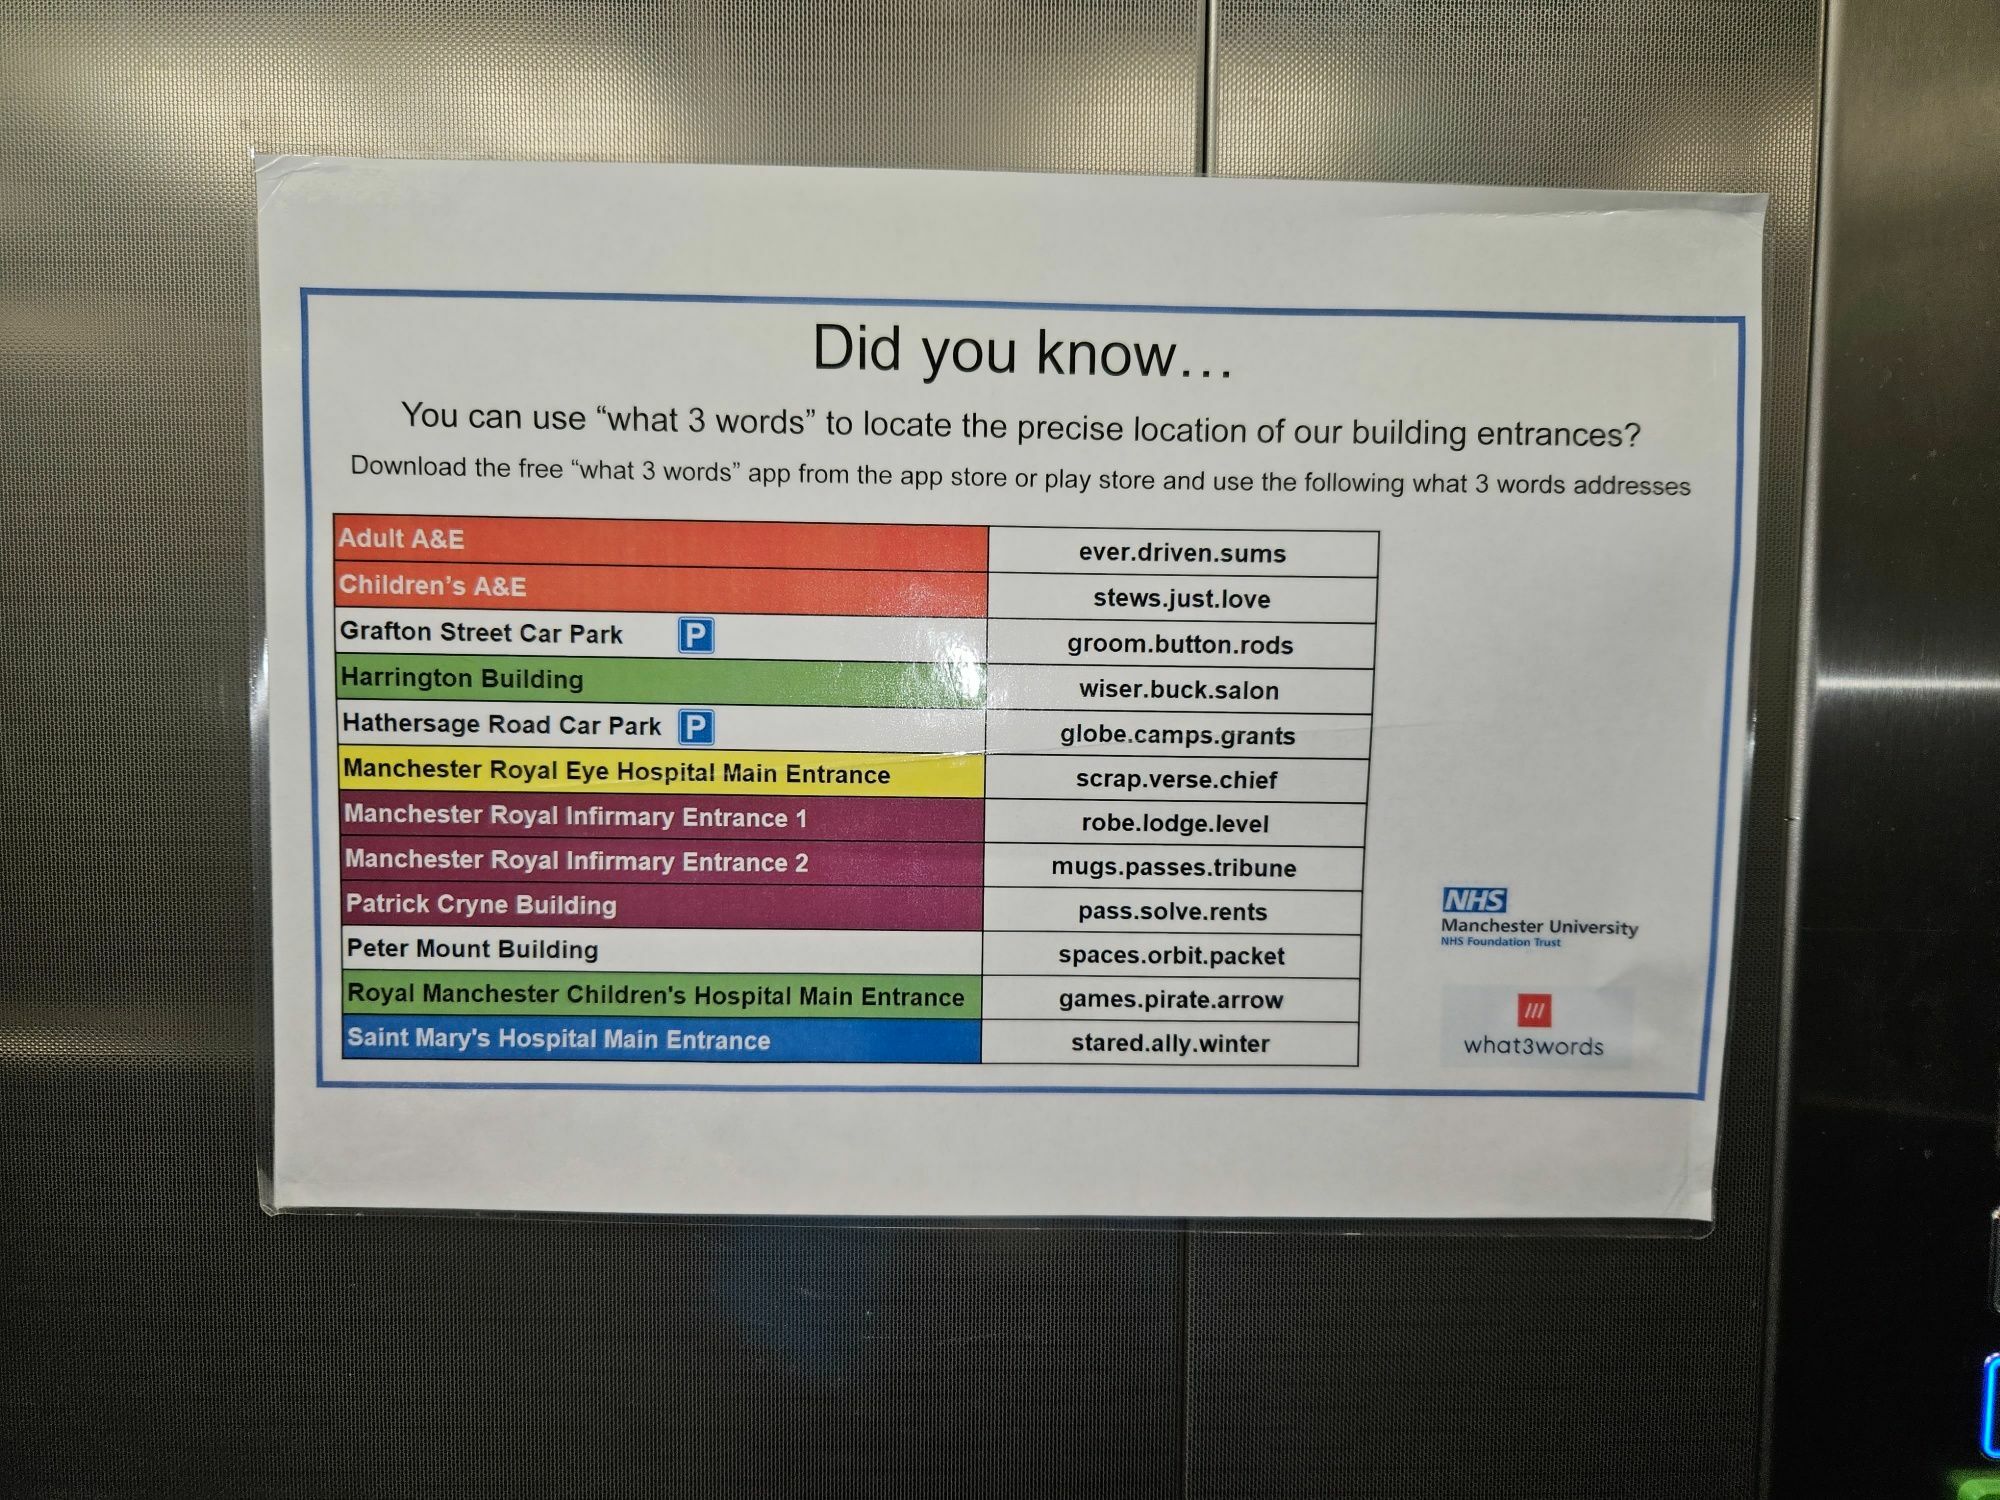 Did you know…
You can use “what 3 words” to locate the precise location of our building entrances?
Download the free “what 3 words” app from the app store or play store and use the following what 3 words addresses
Adult A&E ever.driven.sums
Children’s A&E stews.just.love
Grafton Street Car Park P groom.button.rods
Harrington Building wiser.buck.salon
Hathersage Road Car Park P globe.camps.grants
Manchester Royal Eye Hospital Main Entrance scrap.verse.chief
Manchester Royal Infirmary Entrance 1 robe.lodge.level
Manchester Royal Infirmary Entrance 2 mugs.passes.tribune
Patrick Cryne Building pass.solve.rents
Peter Mount Building spaces.orbit.packet
Royal Manchester Children's Hospital Main Entrance games.pirate.arrow
Saint Mary's Hospital Main Entrance stared.ally.winter
NHS
Manchester University
NHS Foundation Trust
what3words